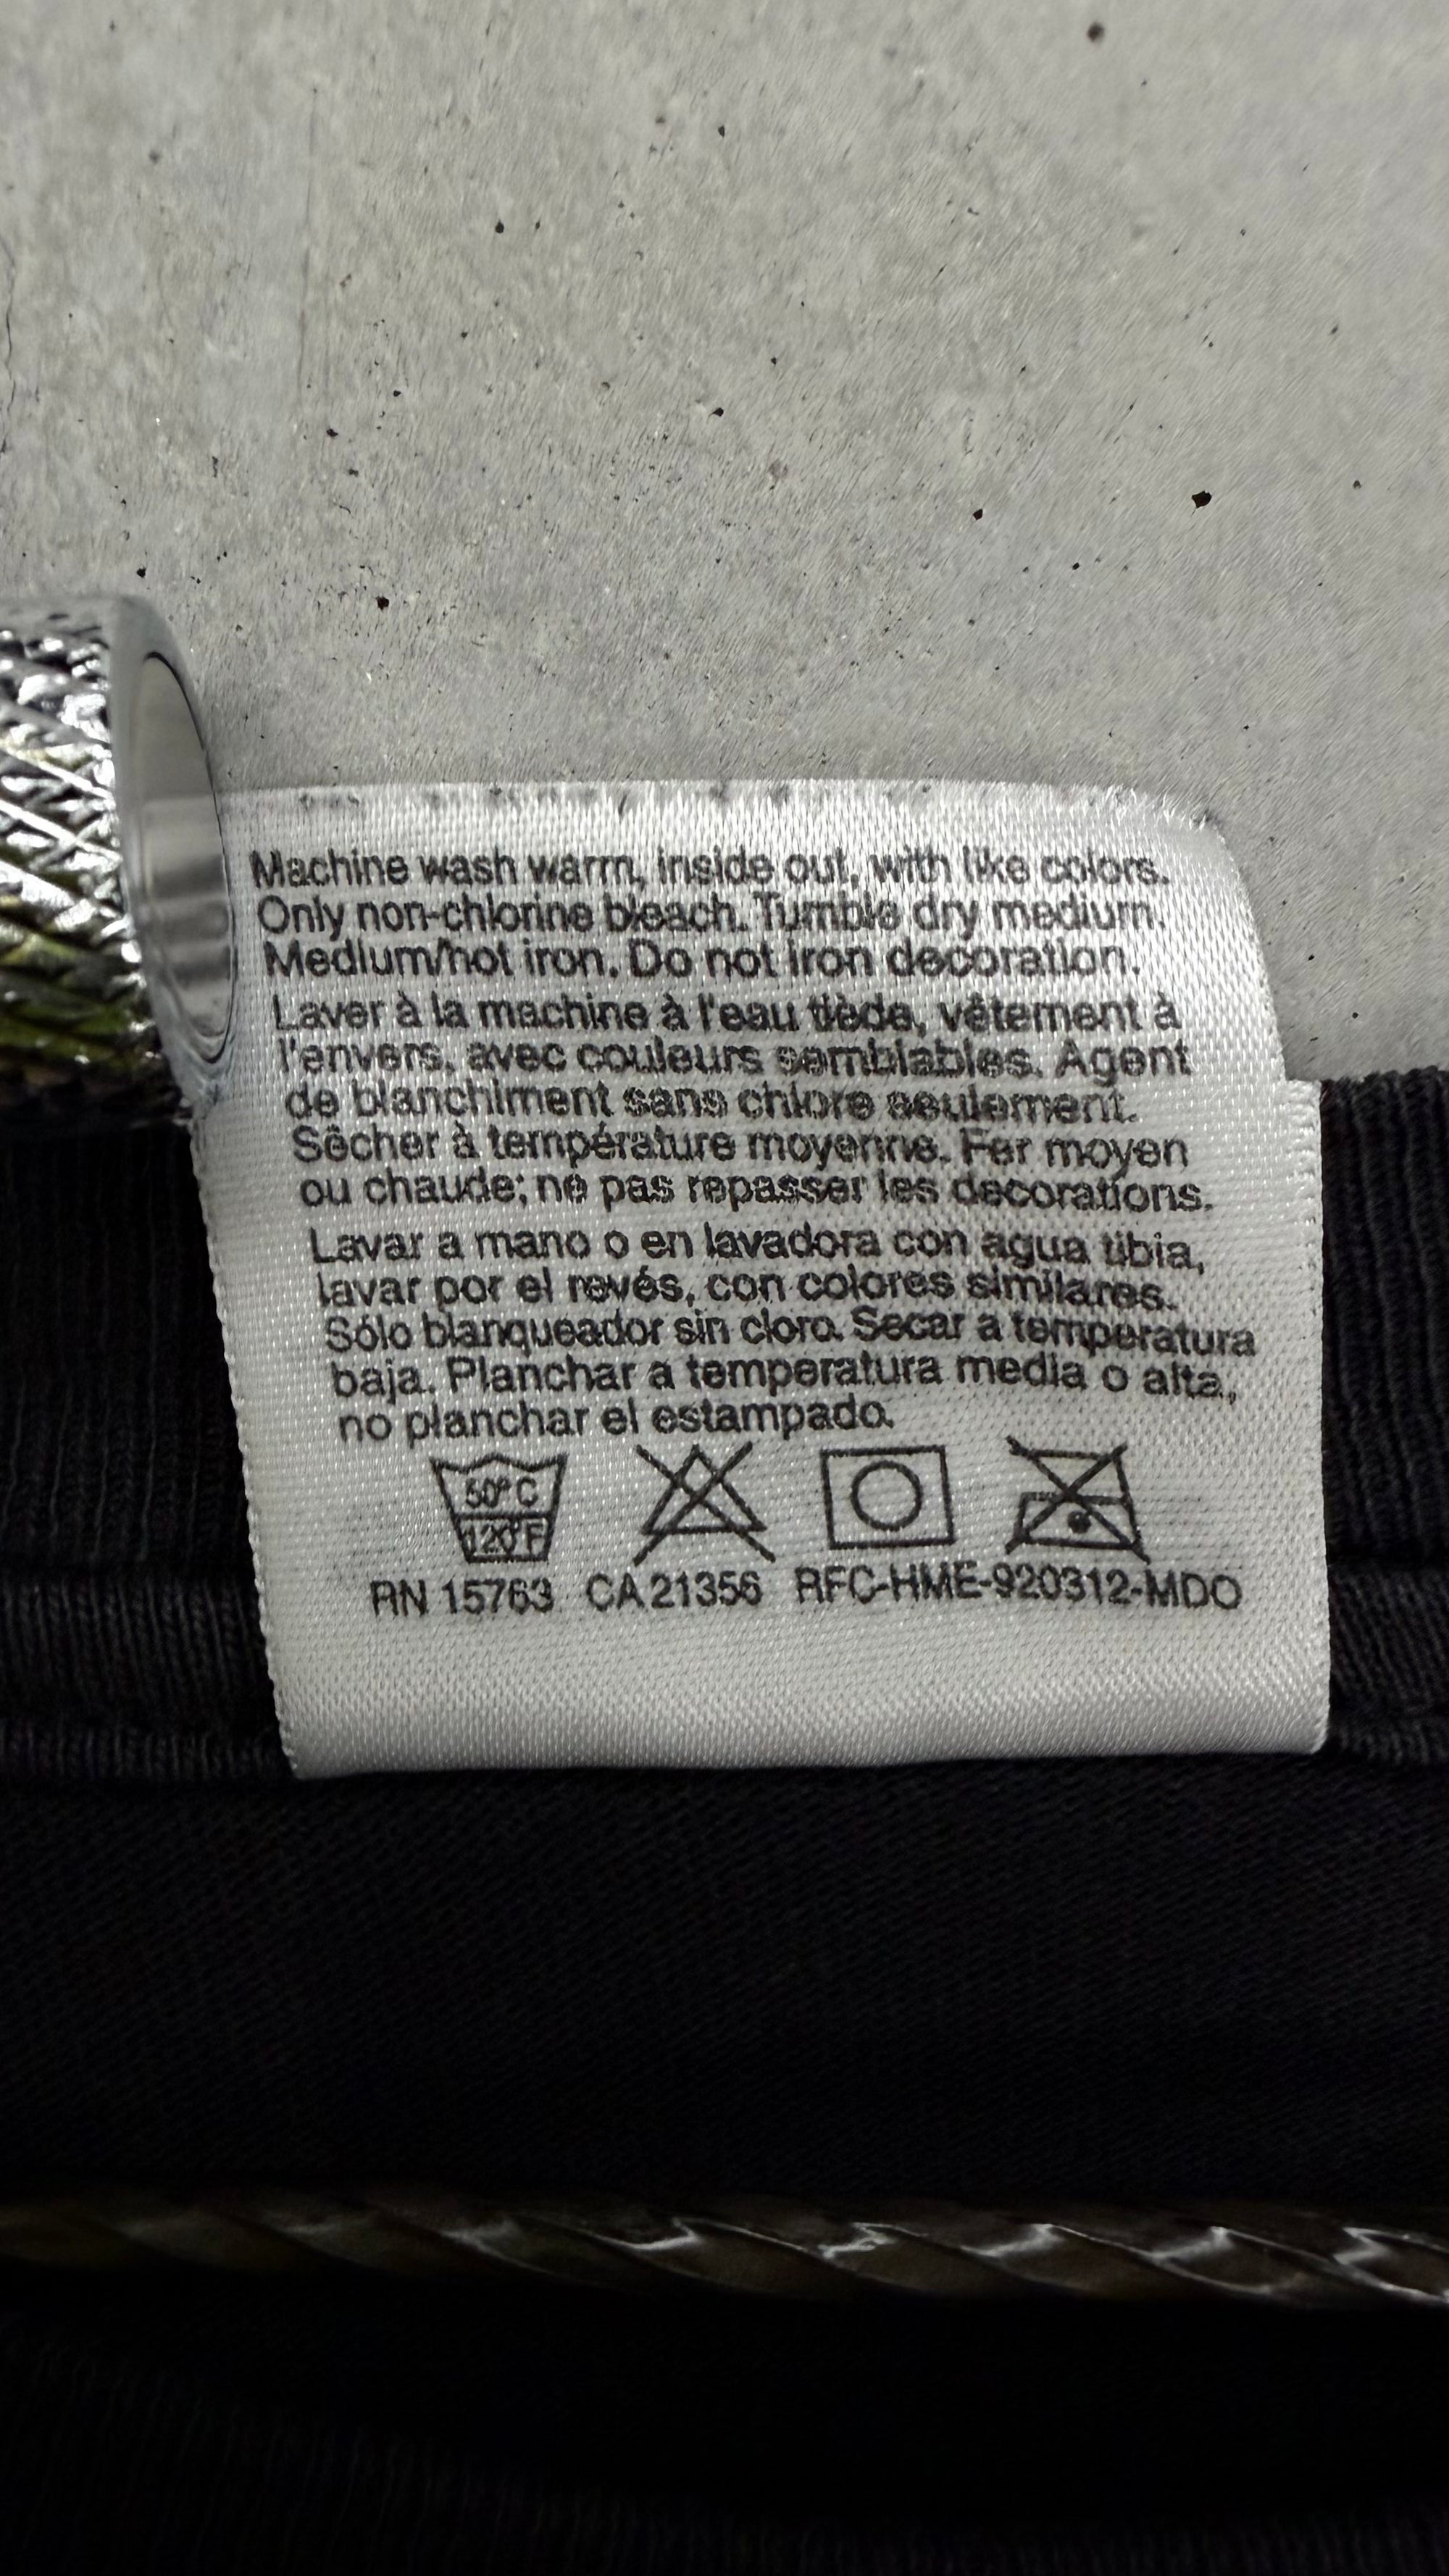 Machine wash warm, inside out, with like colors.
Only non-chlorine bleach. Tumble dry medium.
Medium/hot iron. Do not iron decoration.
Laver à la machine à l'eau tiède, vêtement à
l'envers, avec couleurs semblables. Agent
de blanchiment sans chlore seulement.
Sécher à température moyenne. Fer moyen
ou chaude; ne pas repasser les decorations.
Lavar a mano o en lavadora con agua tibia,
lavar por el revés, con colores similares.
Sólo blanqueador sin cloro. Secar a temperatura
baja. Planchar a temperatura media o alta,
no planchar el estampado.
50° C
120° F
RN 15763 CA 21356 RFC-HME-920312-MDO